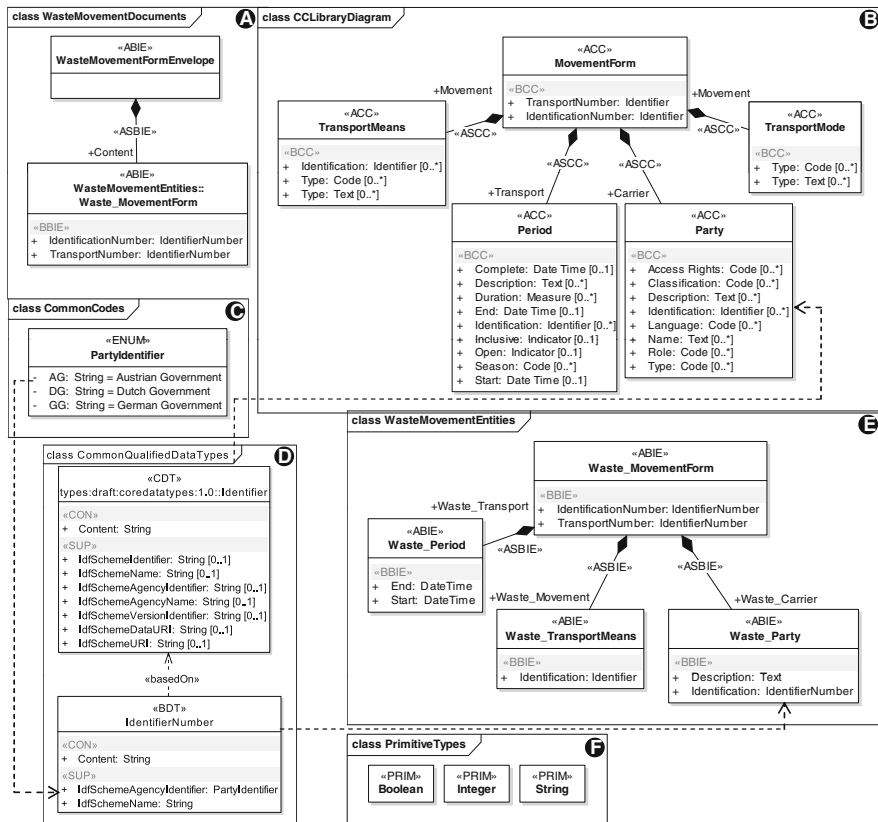 class WasteMovementDocuments
A
«ABIE»
WasteMovementFormEnvelope
«ASBIE»
+Content
«ABIE»
WasteMovementEntities::
Waste_MovementForm
«BBIE»
+ IdentificationNumber: IdentifierNumber
+ TransportNumber: IdentifierNumber
class CCLibraryDiagram
B
«ACC»
MovementForm
«BCC»
+ TransportNumber: Identifier
+ IdentificationNumber: Identifier
+Movement
«ASCC»
«ACC»
TransportMeans
«BCC»
+ Identification: Identifier [0..*]
+ Type: Code [0..*]
+ Type: Text [0..*]
+Movement
«ASCC»
«ACC»
TransportMode
«BCC»
+ Type: Code [0..*]
+ Type: Text [0..*]
«ASCC»
+Transport
«ACC»
Period
«BCC»
+ Complete: Date Time [0..1]
+ Description: Text [0..*]
+ Duration: Measure [0..*]
+ End: Date Time [0..1]
+ Identification: Identifier [0..*]
+ Inclusive: Indicator [0..1]
+ Open: Indicator [0..1]
+ Season: Code [0..*]
+ Start: Date Time [0..1]
«ASCC»
+Carrier
«ACC»
Party
«BCC»
+ Access Rights: Code [0..*]
+ Classification: Code [0..*]
+ Description: Text [0..*]
+ Identification: Identifier [0..*]
+ Language: Code [0..*]
+ Name: Text [0..*]
+ Role: Code [0..*]
+ Type: Code [0..*]
class CommonCodes
C
«ENUM»
PartyIdentifier
- AG: String = Austrian Government
- DG: String = Dutch Government
- GG: String = German Government
class CommonQualifiedDataTypes
D
«CDT»
types:draft:coredatatypes:1.0::Identifier
«CON»
+ Content: String
«SUP»
+ IdfSchemeIdentifier: String [0..1]
+ IdfSchemeName: String [0..1]
+ IdfSchemeAgencyIdentifier: String [0..1]
+ IdfSchemeAgencyName: String [0..1]
+ IdfSchemeVersionIdentifier: String [0..1]
+ IdfSchemeDataURI: String [0..1]
+ IdfSchemeURI: String [0..1]
«basedOn»
«BDT»
IdentifierNumber
«CON»
+ Content: String
«SUP»
+ IdfSchemeAgencyIdentifier: PartyIdentifier
+ IdfSchemeName: String
class WasteMovementEntities
E
«ABIE»
Waste_MovementForm
«BBIE»
+ IdentificationNumber: IdentifierNumber
+ TransportNumber: IdentifierNumber
+Waste_Transport
«ASBIE»
«ABIE»
Waste_Period
«BBIE»
+ End: DateTime
+ Start: DateTime
«ASBIE»
+Waste_Movement
«ABIE»
Waste_TransportMeans
«BBIE»
+ Identification: Identifier
«ASBIE»
+Waste_Carrier
«ABIE»
Waste_Party
«BBIE»
+ Description: Text
+ Identification: IdentifierNumber
class PrimitiveTypes
F
«PRIM»
Boolean
«PRIM»
Integer
«PRIM»
String